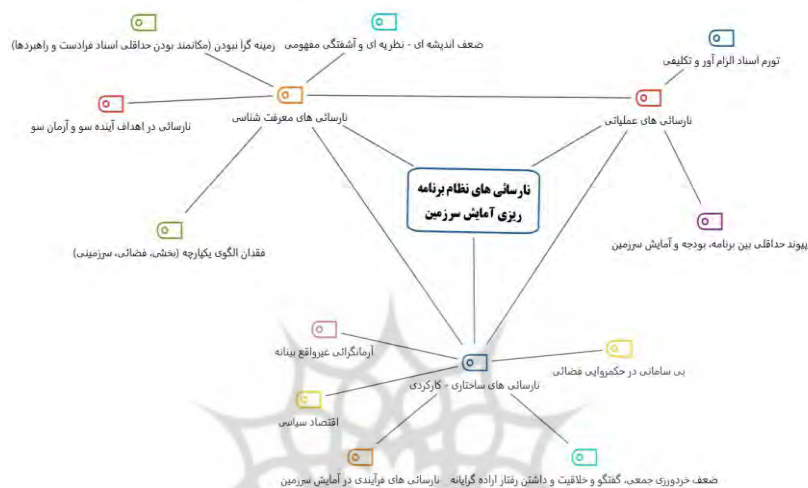 ضعف اندیشه ای - نظریه ای و آشفتگی مفهومی
زمینه گرا نبودن (مکانمند بودن حداقلی اسناد فرادست و راهبردها)
تورم اسناد الزام آور و تکلیفی
نارسائی های عملیاتی
نارسائی های معرفت شناسی
نارسائی در اهداف آینده سو و آرمان سو
نارسائی های نظام برنامه
ریزی آمایش سرزمین
پیوند حداقلی بین برنامه، بودجه و آمایش سرزمین
فقدان الگوی یکپارچه (بخشی، فضائی، سرزمینی)
آرمانگرائی غیرواقع بینانه
بی سامانی در حکمروایی فضائی
نارسائی های ساختاری - کارکردی
اقتصاد سیاسی
ضعف خردورزی جمعی، گفتگو و خلاقیت و داشتن رفتار اراده گرایانه
نارسائی های فرآیندی در آمایش سرزمین